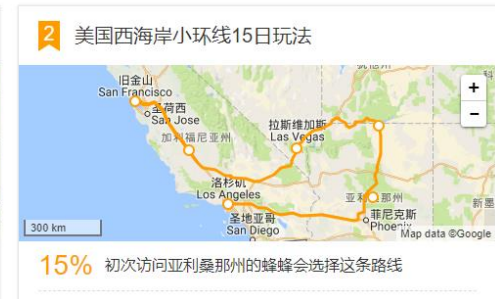 2 美国西海岸小环线15日玩法
旧金山
San Francisco
圣荷西
San Jose
加利福尼亚州
拉斯维加斯
Las Vegas
洛杉矶
Los Angeles
圣地亚哥
San Diego
亚利桑那州
菲尼克斯
Phoenix
新墨
+
−
300 km
Map data ©Google
15% 初次访问亚利桑那州的蜂蜂会选择这条路线